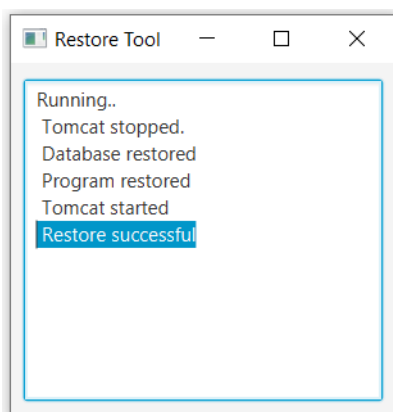 Restore Tool
Running..
Tomcat stopped.
Database restored
Program restored
Tomcat started
Restore successful